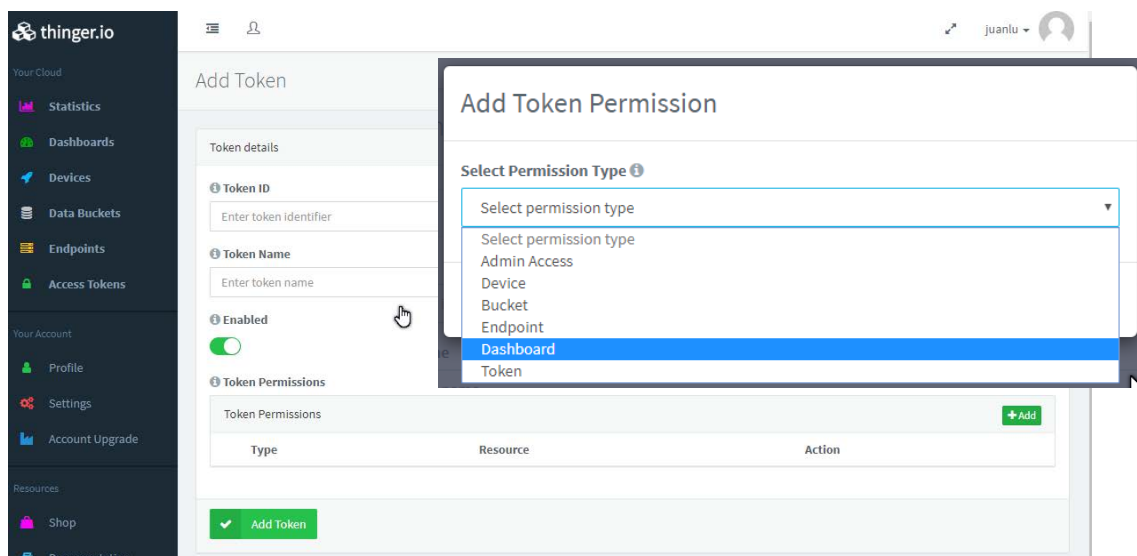 thinger.io
juanlu
Your Cloud
Statistics
Dashboards
Devices
Data Buckets
Endpoints
Access Tokens
Your Account
Profile
Settings
Account Upgrade
Resources
Shop
Add Token
Token details
Token ID
Enter token identifier
Token Name
Enter token name
Enabled
Token Permissions
Token Permissions
Add
Type Resource Action
Add Token
Add Token Permission
Select Permission Type
Select permission type
Select permission type
Admin Access
Device
Bucket
Endpoint
Dashboard
Token